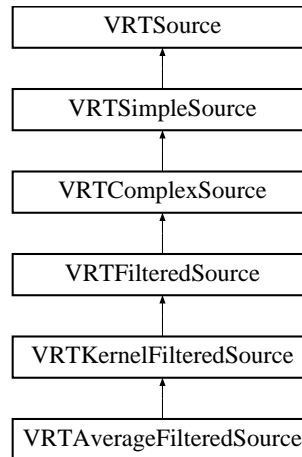 VRTSource
VRTSimpleSource
VRTComplexSource
VRTFilteredSource
VRTKernelFilteredSource
VRTAverageFilteredSource